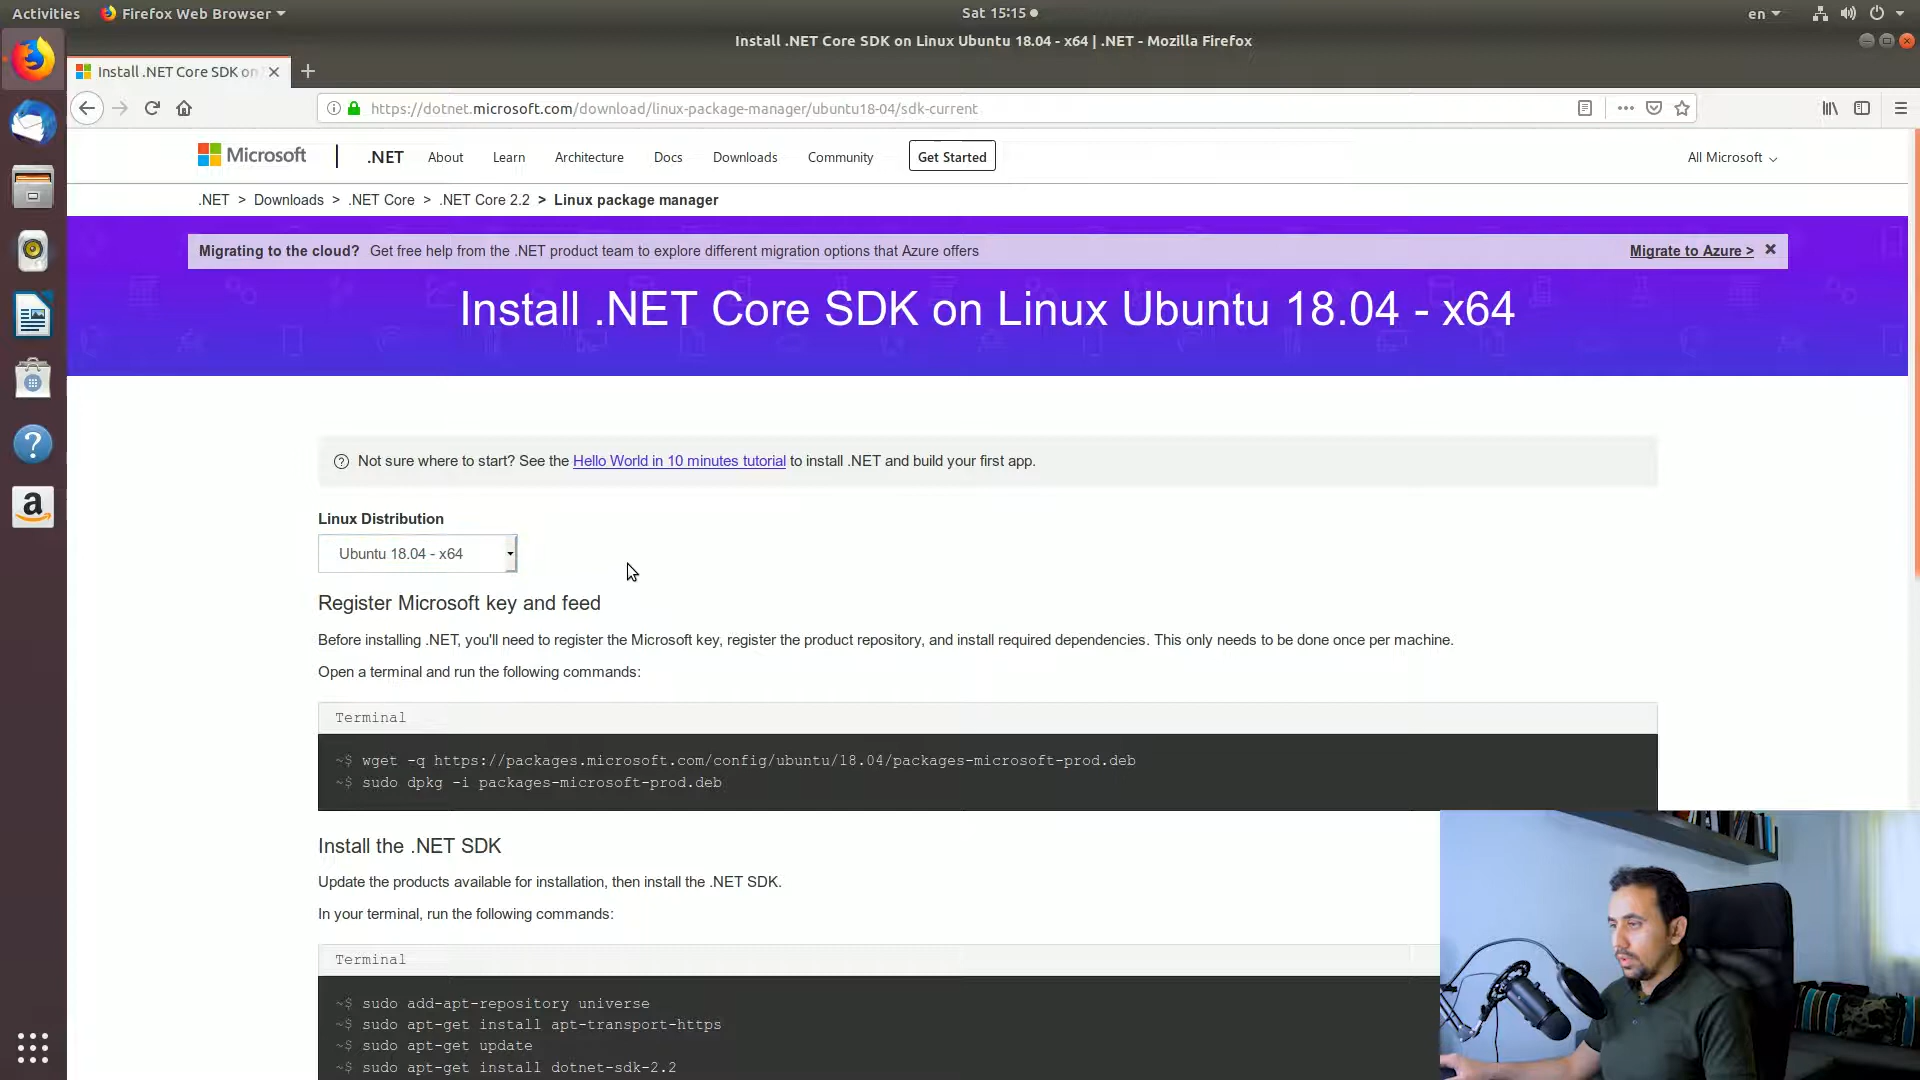 Activities
Firefox Web Browser
Sat 15:15
en
Install .NET Core SDK on Linux Ubuntu 18.04 - x64 | .NET - Mozilla Firefox
Install .NET Core SDK on
https://dotnet.microsoft.com/download/linux-package-manager/ubuntu18-04/sdk-current
Microsoft
.NET
About
Learn
Architecture
Docs
Downloads
Community
Get Started
All Microsoft
.NET > Downloads > .NET Core > .NET Core 2.2 > Linux package manager
Migrating to the cloud? Get free help from the .NET product team to explore different migration options that Azure offers
Migrate to Azure >
Install .NET Core SDK on Linux Ubuntu 18.04 - x64
Not sure where to start? See the Hello World in 10 minutes tutorial to install .NET and build your first app.
Linux Distribution
Ubuntu 18.04 - x64
Register Microsoft key and feed
Before installing .NET, you'll need to register the Microsoft key, register the product repository, and install required dependencies. This only needs to be done once per machine.
Open a terminal and run the following commands:
Terminal
~$ wget -q https://packages.microsoft.com/config/ubuntu/18.04/packages-microsoft-prod.deb
~$ sudo dpkg -i packages-microsoft-prod.deb
Install the .NET SDK
Update the products available for installation, then install the .NET SDK.
In your terminal, run the following commands:
Terminal
~$ sudo add-apt-repository universe
~$ sudo apt-get install apt-transport-https
~$ sudo apt-get update
~$ sudo apt-get install dotnet-sdk-2.2